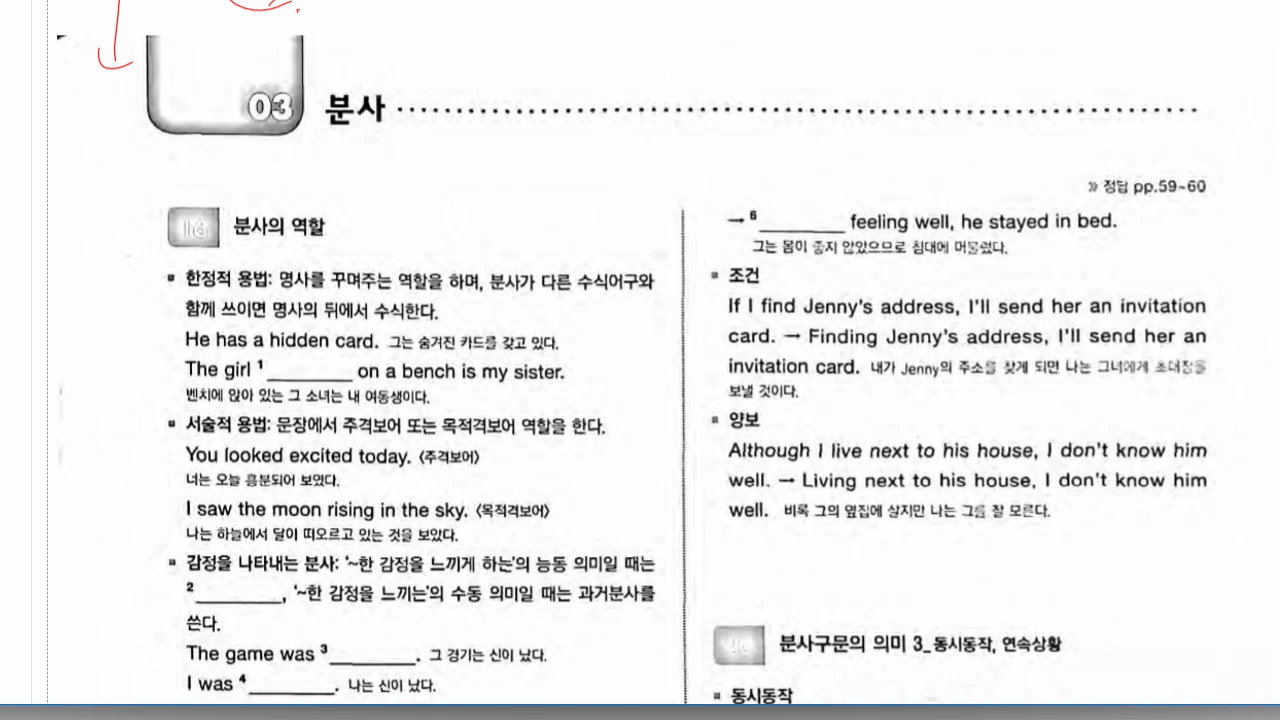 03 분사
» 정답 pp.59~60
분사의 역할
한정적 용법: 명사를 꾸며주는 역할을 하며, 분사가 다른 수식어구와
함께 쓰이면 명사의 뒤에서 수식한다.
He has a hidden card. 그는 숨겨진 카드를 갖고 있다.
The girl 1________ on a bench is my sister.
벤치에 앉아 있는 그 소녀는 내 여동생이다.
서술적 용법: 문장에서 주격보어 또는 목적격보어 역할을 한다.
You looked excited today. 〈주격보어〉
너는 오늘 흥분되어 보였다.
I saw the moon rising in the sky. 〈목적격보어〉
나는 하늘에서 달이 떠오르고 있는 것을 보았다.
감정을 나타내는 분사: '~한 감정을 느끼게 하는'의 능동 의미일 때는
2________, '~한 감정을 느끼는'의 수동 의미일 때는 과거분사를
쓴다.
The game was 3________. 그 경기는 신이 났다.
I was 4________. 나는 신이 났다.
→ 6________ feeling well, he stayed in bed.
그는 몸이 좋지 않았으므로 침대에 머물렀다.
조건
If I find Jenny's address, I'll send her an invitation
card. → Finding Jenny's address, I'll send her an
invitation card. 내가 Jenny의 주소를 찾게 되면 나는 그녀에게 초대장을
보낼 것이다.
양보
Although I live next to his house, I don't know him
well. → Living next to his house, I don't know him
well. 비록 그의 옆집에 살지만 나는 그를 잘 모른다.
분사구문의 의미 3_동시동작, 연속상황
동시동작